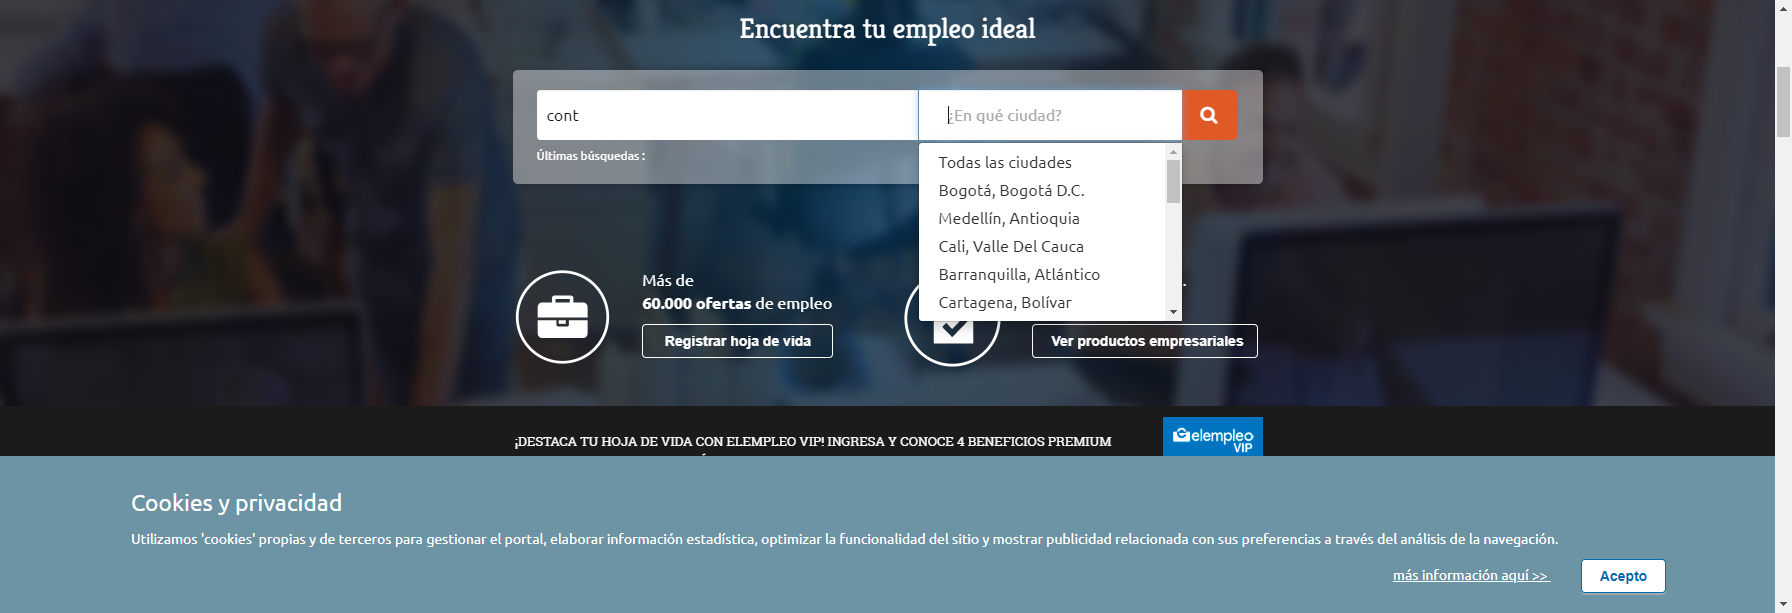 Encuentra tu empleo ideal
cont
¿En qué ciudad?
Últimas búsquedas :
Todas las ciudades
Bogotá, Bogotá D.C.
Medellín, Antioquia
Cali, Valle Del Cauca
Barranquilla, Atlántico
Cartagena, Bolívar
Más de
60.000 ofertas de empleo
Registrar hoja de vida
Ver productos empresariales
¡DESTACA TU HOJA DE VIDA CON ELEMPLEO VIP! INGRESA Y CONOCE 4 BENEFICIOS PREMIUM
elempleo
VIP
Cookies y privacidad
Utilizamos 'cookies' propias y de terceros para gestionar el portal, elaborar información estadística, optimizar la funcionalidad del sitio y mostrar publicidad relacionada con sus preferencias a través del análisis de la navegación.
más información aquí >>
Acepto